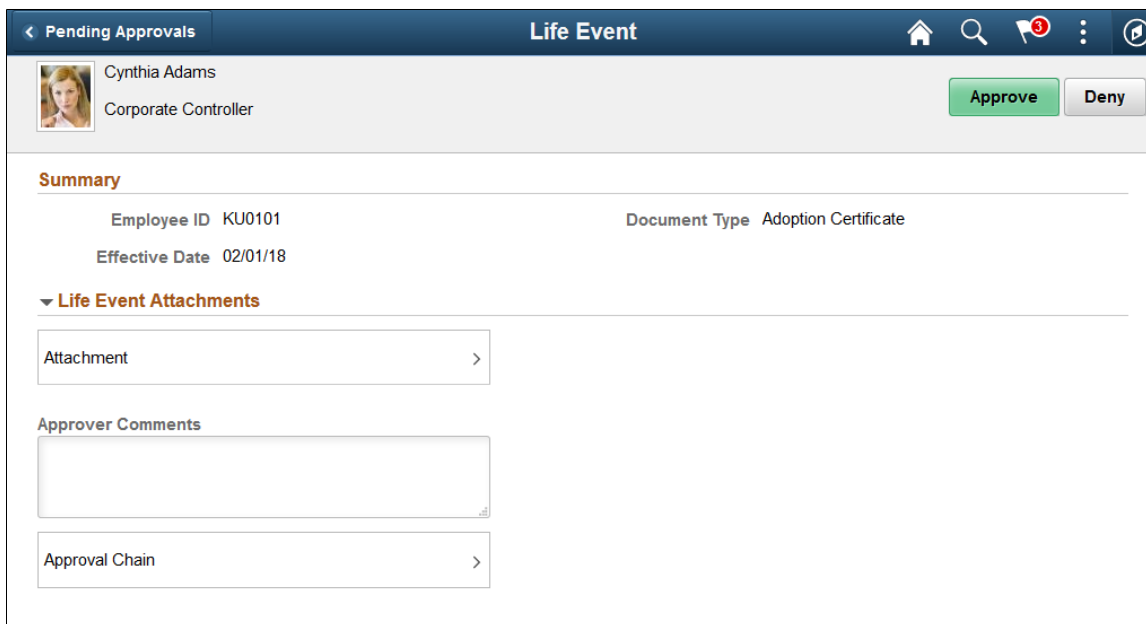 Pending Approvals
Life Event
3
Cynthia Adams
Corporate Controller
Approve
Deny
Summary
Employee ID KU0101
Document Type Adoption Certificate
Effective Date 02/01/18
Life Event Attachments
Attachment
Approver Comments
Approval Chain